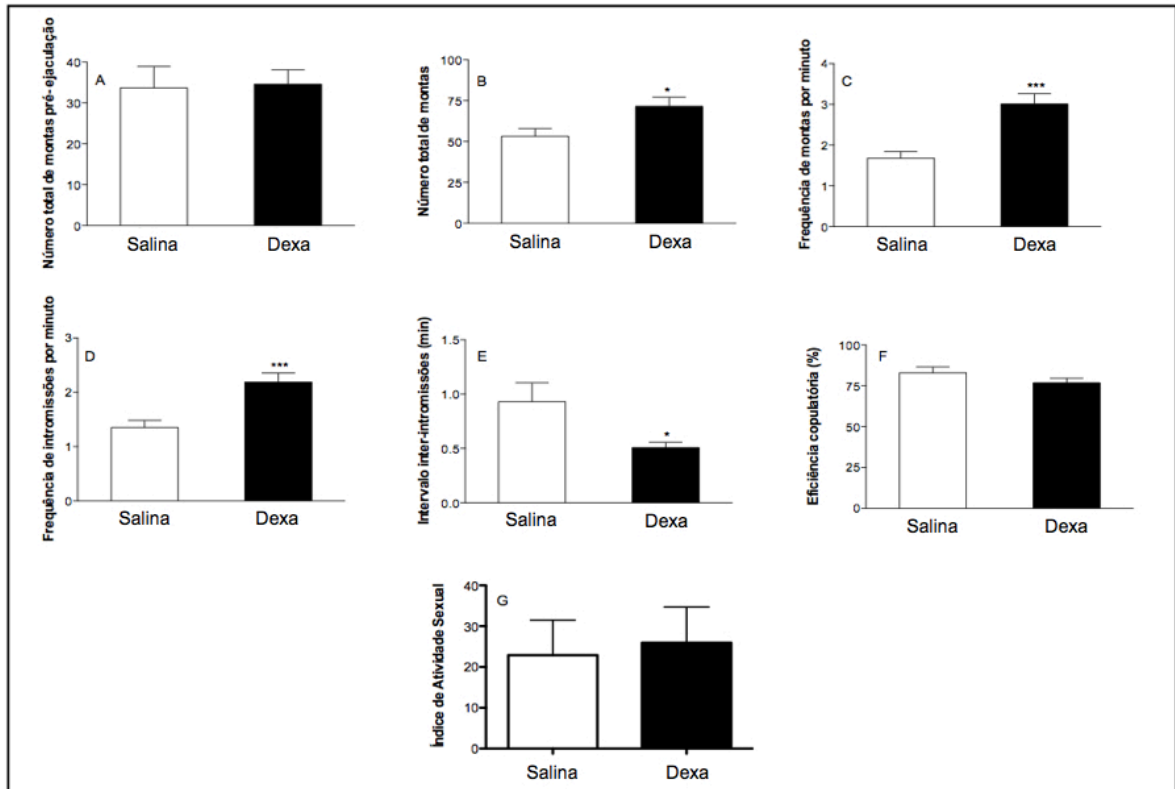 Número total de montas pré-ejaculação
A
40
30
20
10
0
Salina
Dexa
Número total de montas
B
100
75
50
25
0
*
Salina
Dexa
Frequência de montas por minuto
C
4
3
2
1
0
***
Salina
Dexa
Frequência de intromissões por minuto
D
3
2
1
0
***
Salina
Dexa
Intervalo inter-intromissões (min)
E
1.5
1.0
0.5
0.0
*
Salina
Dexa
Eficiência copulatória (%)
F
100
75
50
25
0
Salina
Dexa
Índice de Atividade Sexual
G
40
30
20
10
0
Salina
Dexa